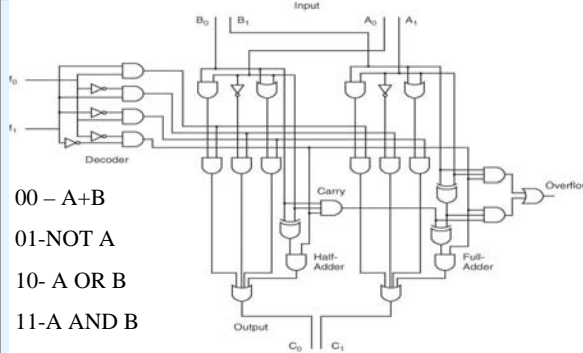 Input
B₀ B₁ A₀ A₁
f₀
f₁
Decoder
Overflow
Carry
00 – A+B
01-NOT A
Half-
Adder
Full-
Adder
10- A OR B
11-A AND B
Output
C₀ C₁